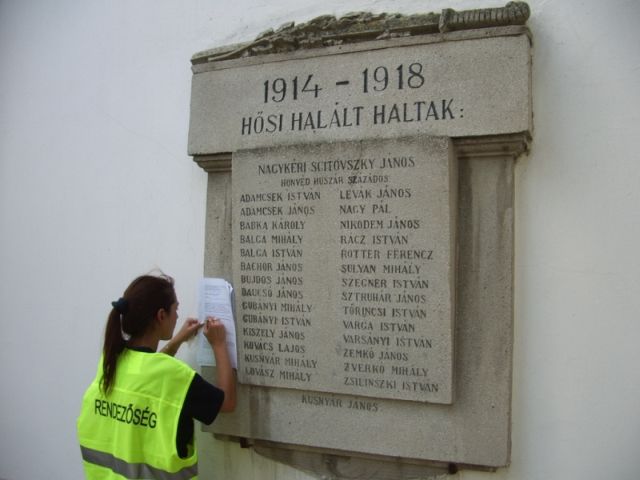 1914 - 1918
HŐSI HALÁLT HALTAK:
NAGYKÉRI SCITOVSZKY JÁNOS
HONVÉD HUSZÁR SZÁZADOS
ADAMCSEK ISTVÁN
ADAMCSEK JÁNOS
BABKA KÁROLY
BALGA MIHÁLY
BALGA ISTVÁN
BACHOR JÁNOS
BUJDOS JÁNOS
DAUCSÓ JÁNOS
GUBÁNYI MIHÁLY
GUBÁNYI ISTVÁN
KISZELY JÁNOS
KOVÁCS LAJOS
KUSNYÁR MIHÁLY
LOVÁSZ MIHÁLY
LEVÁK JÁNOS
NAGY PÁL
NIKODEM JÁNOS
RÁCZ ISTVÁN
ROTTER FERENCZ
SULYAN MIHÁLY
SZEGNER ISTVÁN
SZTRUHÁR JÁNOS
TÖRINCSI ISTVÁN
VARGA ISTVÁN
VARSÁNYI ISTVÁN
ZEMKÓ JÁNOS
ZVERKÓ MIHÁLY
ZSILINSZKI ISTVÁN
KUSNYÁR JÁNOS
RENDEZŐSÉG